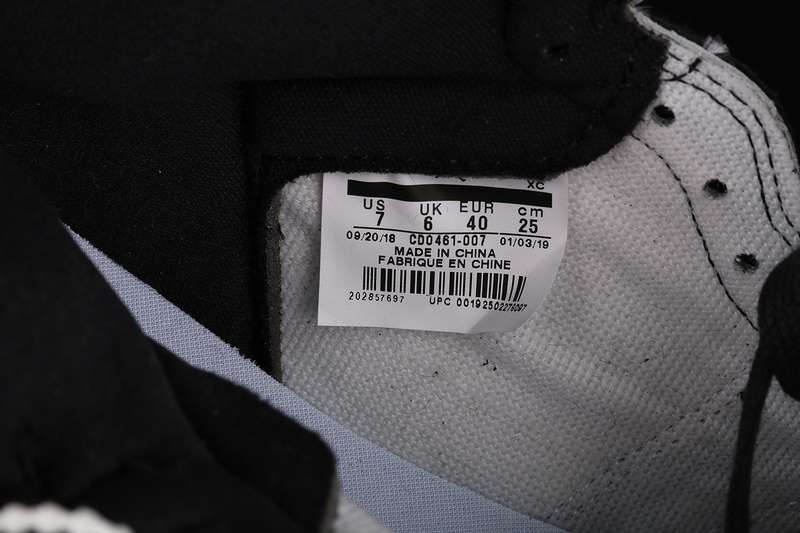 XC
US UK EUR cm
7 6 40 25
09/20/18 CD0461-007 01/03/19
MADE IN CHINA
FABRIQUE EN CHINE
202857697 UPC 00192502276097